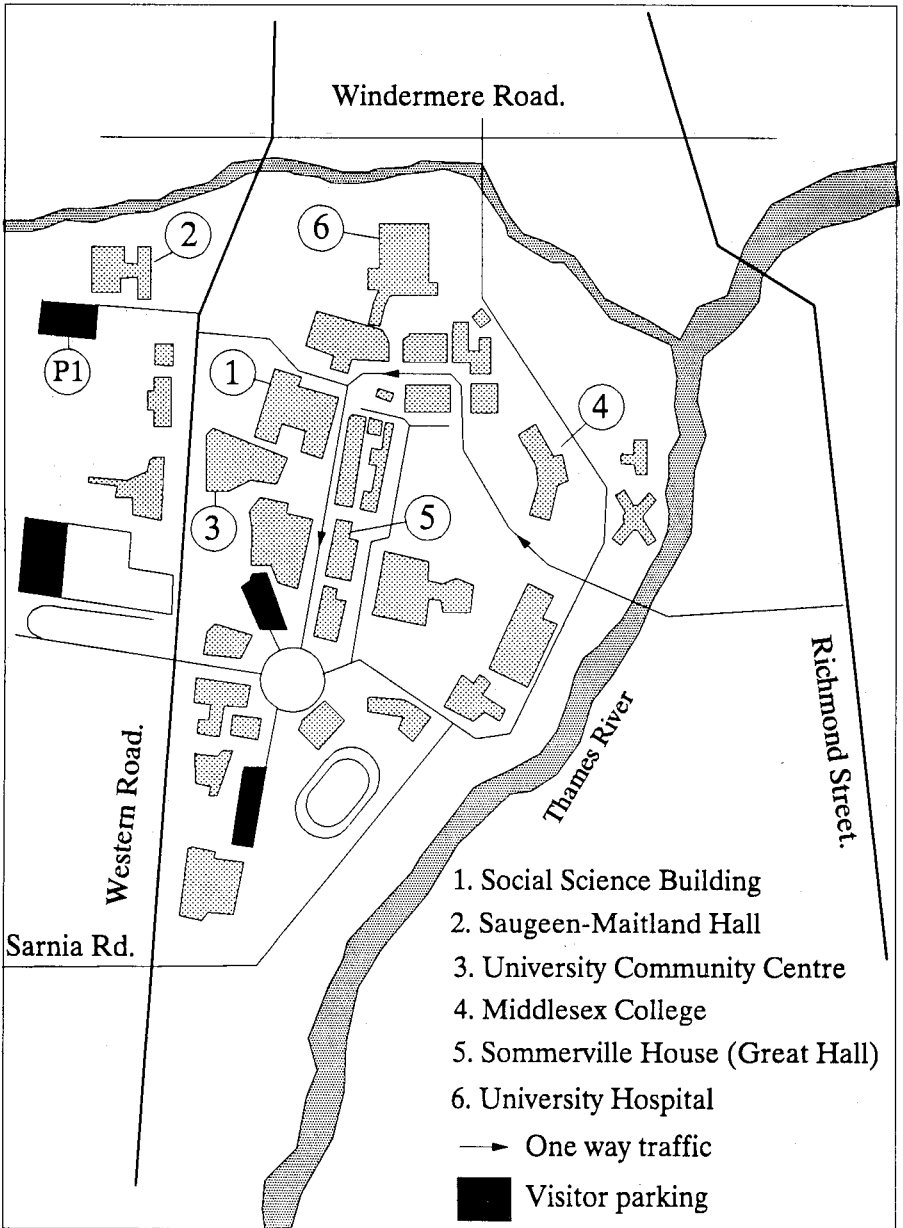 Windermere Road.
2
6
P1
1
4
3
5
Western Road.
Thames River
Richmond Street.
Sarnia Rd.
1. Social Science Building
2. Saugeen-Maitland Hall
3. University Community Centre
4. Middlesex College
5. Sommerville House (Great Hall)
6. University Hospital
One way traffic
Visitor parking